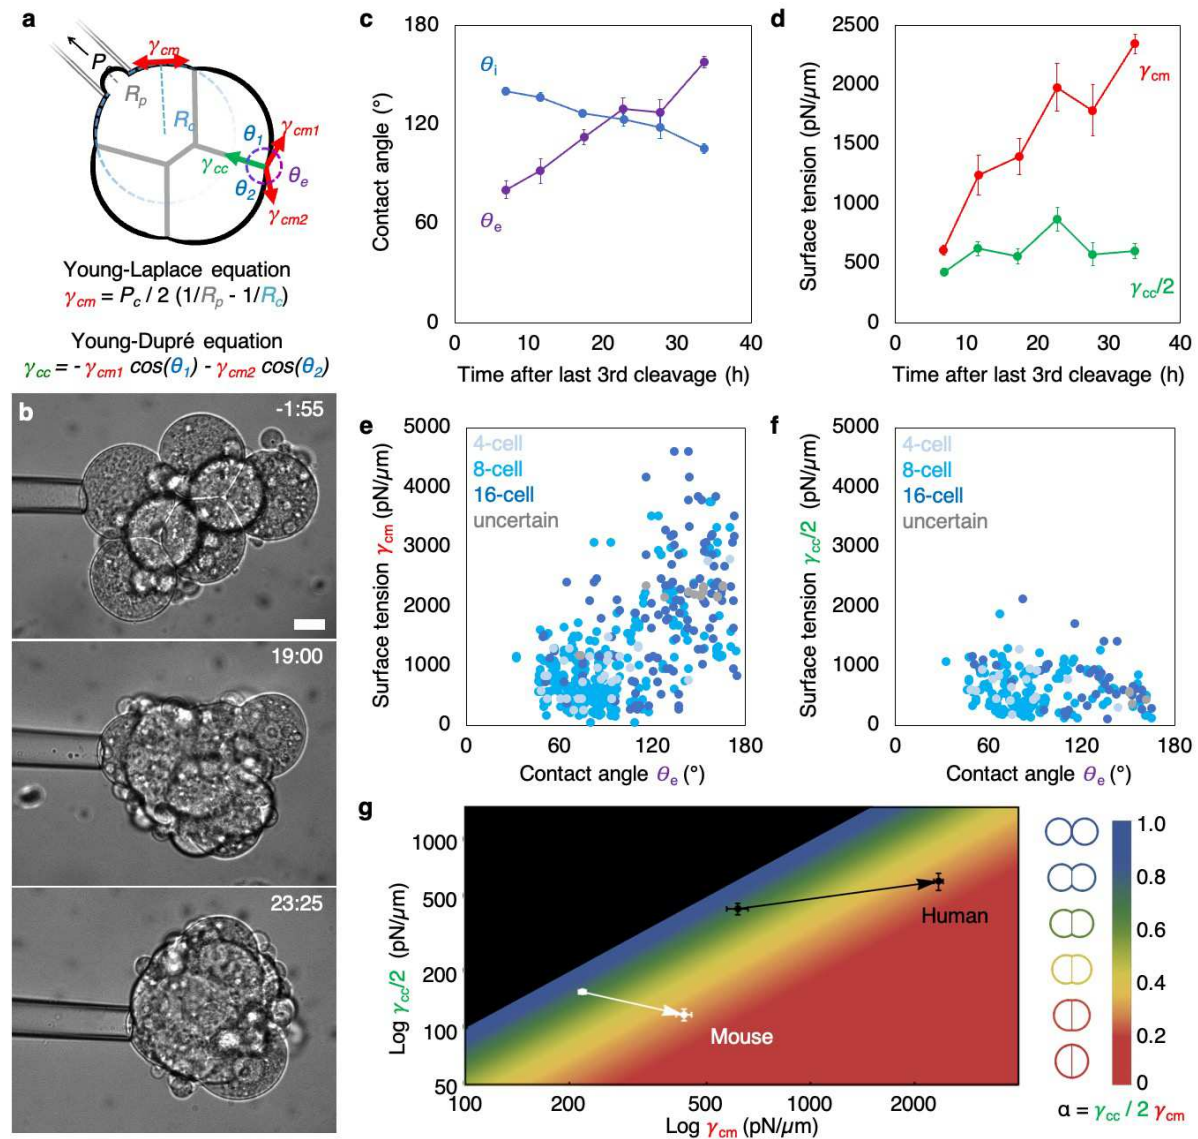 a
P
γcm
Rp
Rc
θ1
γcm1
γcc
θe
θ2
γcm2
Young-Laplace equation
γcm = Pc / 2 (1/Rp - 1/Rc)
Young-Dupré equation
γcc = - γcm1 cos(θ1) - γcm2 cos(θ2)
b
-1:55
19:00
23:25
c
Contact angle (°)
180
120
60
0
θi
θe
0 10 20 30 40
Time after last 3rd cleavage (h)
d
Surface tension (pN/µm)
2500
2000
1500
1000
500
0
γcm
γcc/2
0 10 20 30 40
Time after last 3rd cleavage (h)
e
Surface tension γcm (pN/µm)
5000
4000
3000
2000
1000
0
4-cell
8-cell
16-cell
uncertain
0 60 120 180
Contact angle θe (°)
f
Surface tension γcc/2 (pN/µm)
5000
4000
3000
2000
1000
0
4-cell
8-cell
16-cell
uncertain
0 60 120 180
Contact angle θe (°)
g
Log γcc/2 (pN/µm)
1000
500
200
100
50
Human
Mouse
100 200 500 1000 2000
Log γcm (pN/µm)
1.0
0.8
0.6
0.4
0.2
0
α = γcc / 2 γcm